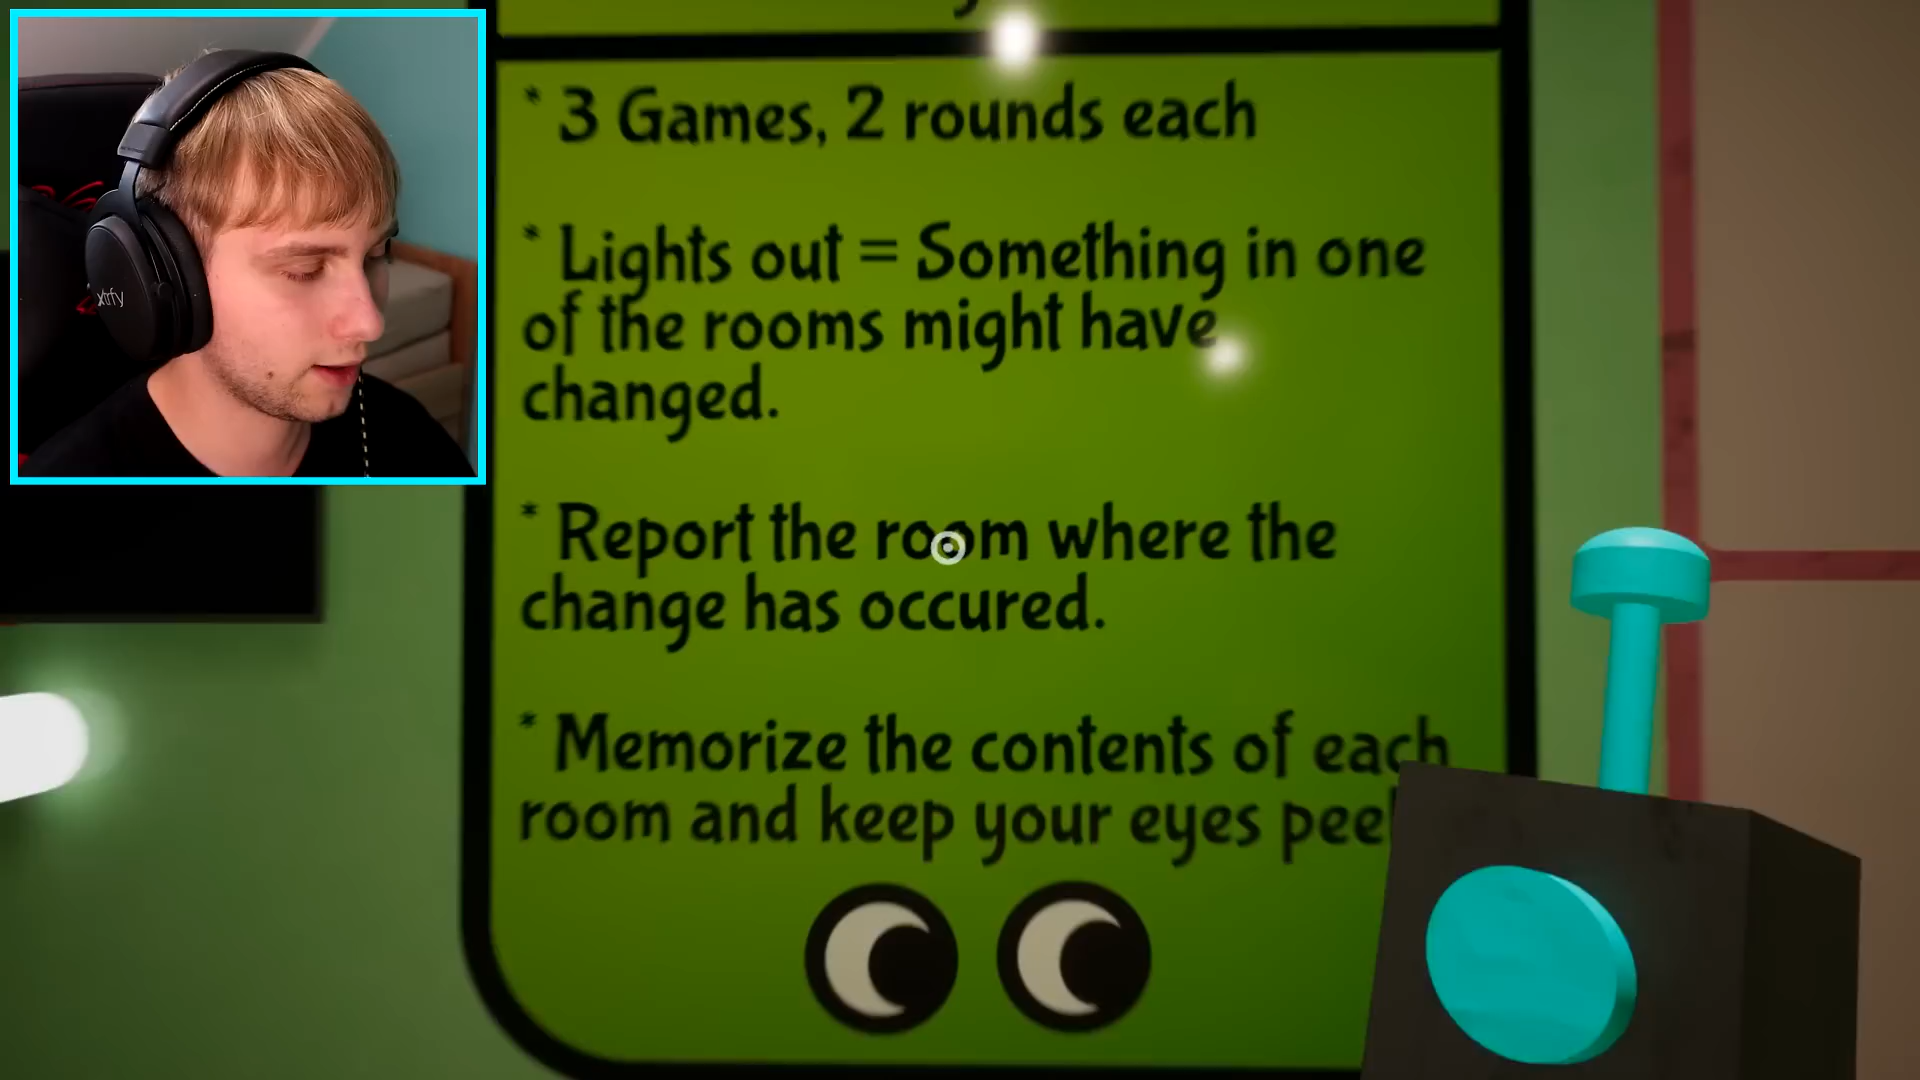 * 3 Games, 2 rounds each
* Lights out = Something in one
of the rooms might have
changed.
* Report the room where the
change has occured.
* Memorize the contents of each
room and keep your eyes
xtrfy